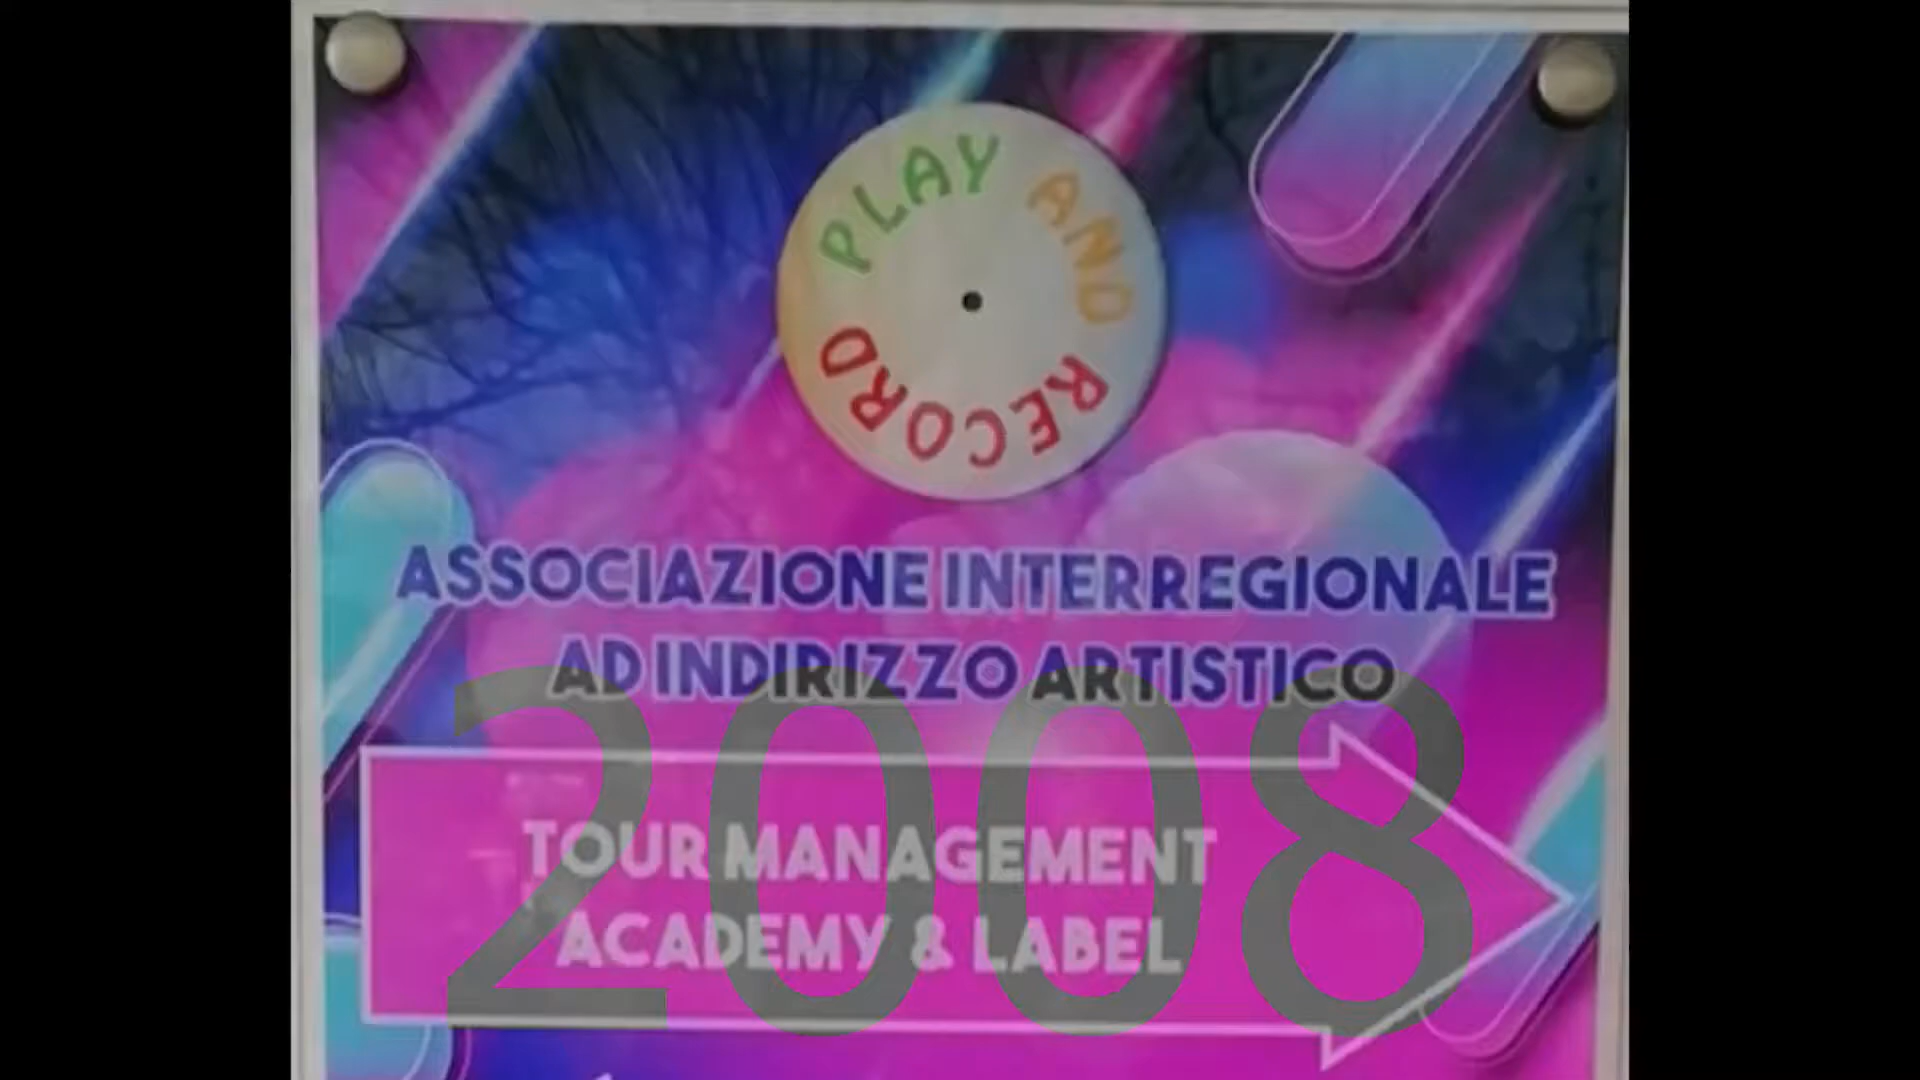 PLAY AND RECORD
ASSOCIAZIONE INTERREGIONALE
AD INDIRIZZO ARTISTICO
2008
TOUR MANAGEMENT
ACADEMY & LABEL